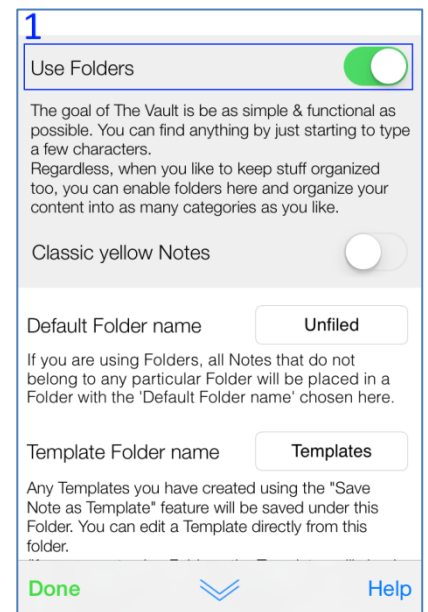 1
Use Folders
The goal of The Vault is be as simple & functional as
possible. You can find anything by just starting to type
a few characters.
Regardless, when you like to keep stuff organized
too, you can enable folders here and organize your
content into as many categories as you like.
Classic yellow Notes
Default Folder name Unfiled
If you are using Folders, all Notes that do not
belong to any particular Folder will be placed in a
Folder with the 'Default Folder name' chosen here.
Template Folder name Templates
Any Templates you have created using the "Save
Note as Template" feature will be saved under this
Folder. You can edit a Template directly from this
folder.
Done Help